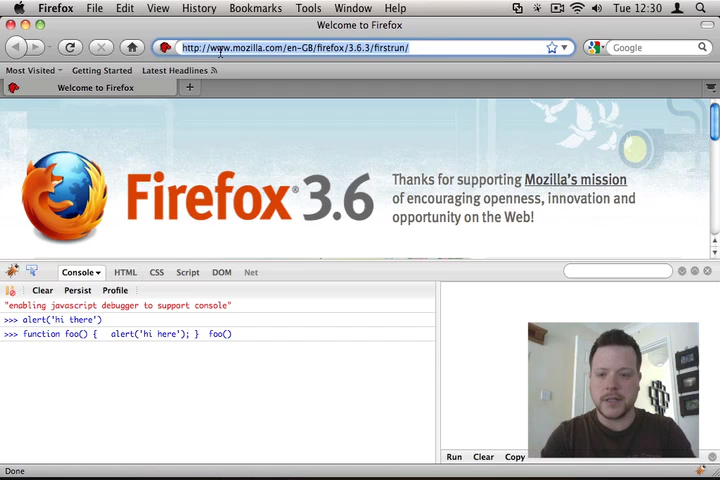 Firefox File Edit View History Bookmarks Tools Window Help Tue 12:30
Welcome to Firefox
http://www.mozilla.com/en-GB/firefox/3.6.3/firstrun/ Google
Most Visited Getting Started Latest Headlines
Welcome to Firefox
Firefox® 3.6
Thanks for supporting Mozilla's mission
of encouraging openness, innovation and
opportunity on the Web!
Console HTML CSS Script DOM Net
Clear Persist Profile
"enabling javascript debugger to support console"
>>> alert('hi there')
>>> function foo() { alert('hi here'); } foo()
Run Clear Copy
Done